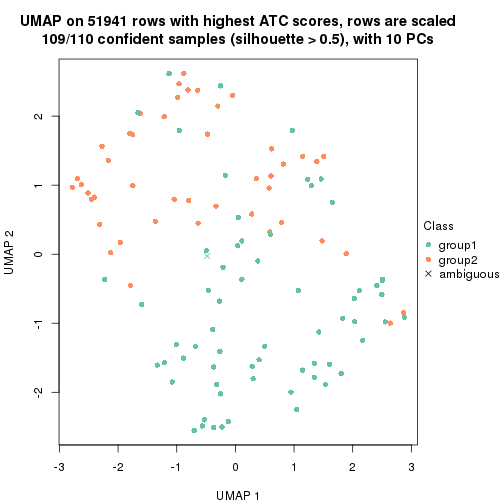 UMAP on 51941 rows with highest ATC scores, rows are scaled
109/110 confident samples (silhouette > 0.5), with 10 PCs
2
1
0
-1
-2
UMAP 2
Class
group1
group2
ambiguous
-3 -2 -1 0 1 2 3
UMAP 1